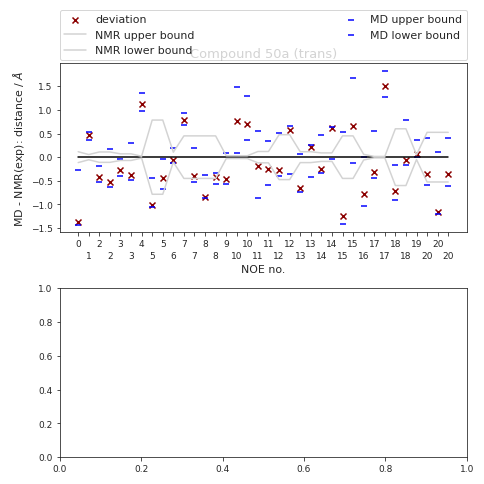 deviation
NMR upper bound
NMR lower bound
MD upper bound
MD lower bound
Compound 50a (trans)
MD - NMR(exp): distance / Å
1.5
1.0
0.5
0.0
−0.5
−1.0
−1.5
0 2 3 4 5 6 7 8 9 10 11 12 13 14 15 17 18 19 20
1 2 3 4 5 6 7 8 9 10 11 12 13 14 15 16 17 18 20 20
NOE no.
1.0
0.8
0.6
0.4
0.2
0.0
0.0 0.2 0.4 0.6 0.8 1.0